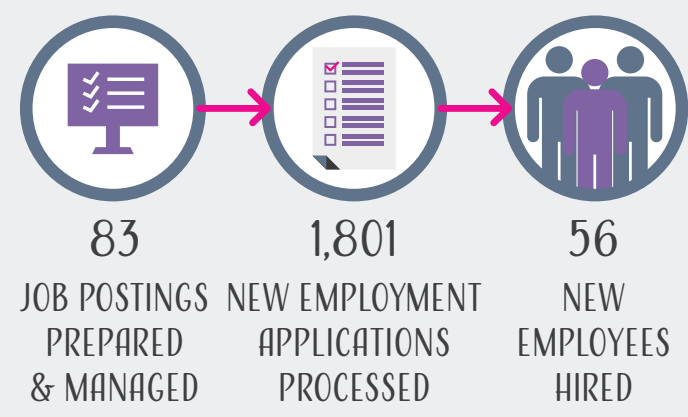 83
JOB POSTINGS
PREPARED
& MANAGED
1,801
NEW EMPLOYMENT
APPLICATIONS
PROCESSED
56
NEW
EMPLOYEES
HIRED